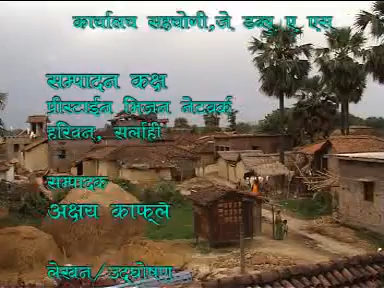 कार्यालय सहयोगी,जे डब्लु ए एस
सम्पादन कक्ष
प्रीस्टाईन भिजन नेटवर्क
हरिवन, सर्लाही
सम्पादक
अक्षय काफ्ले
लेखन/उद्घोषण